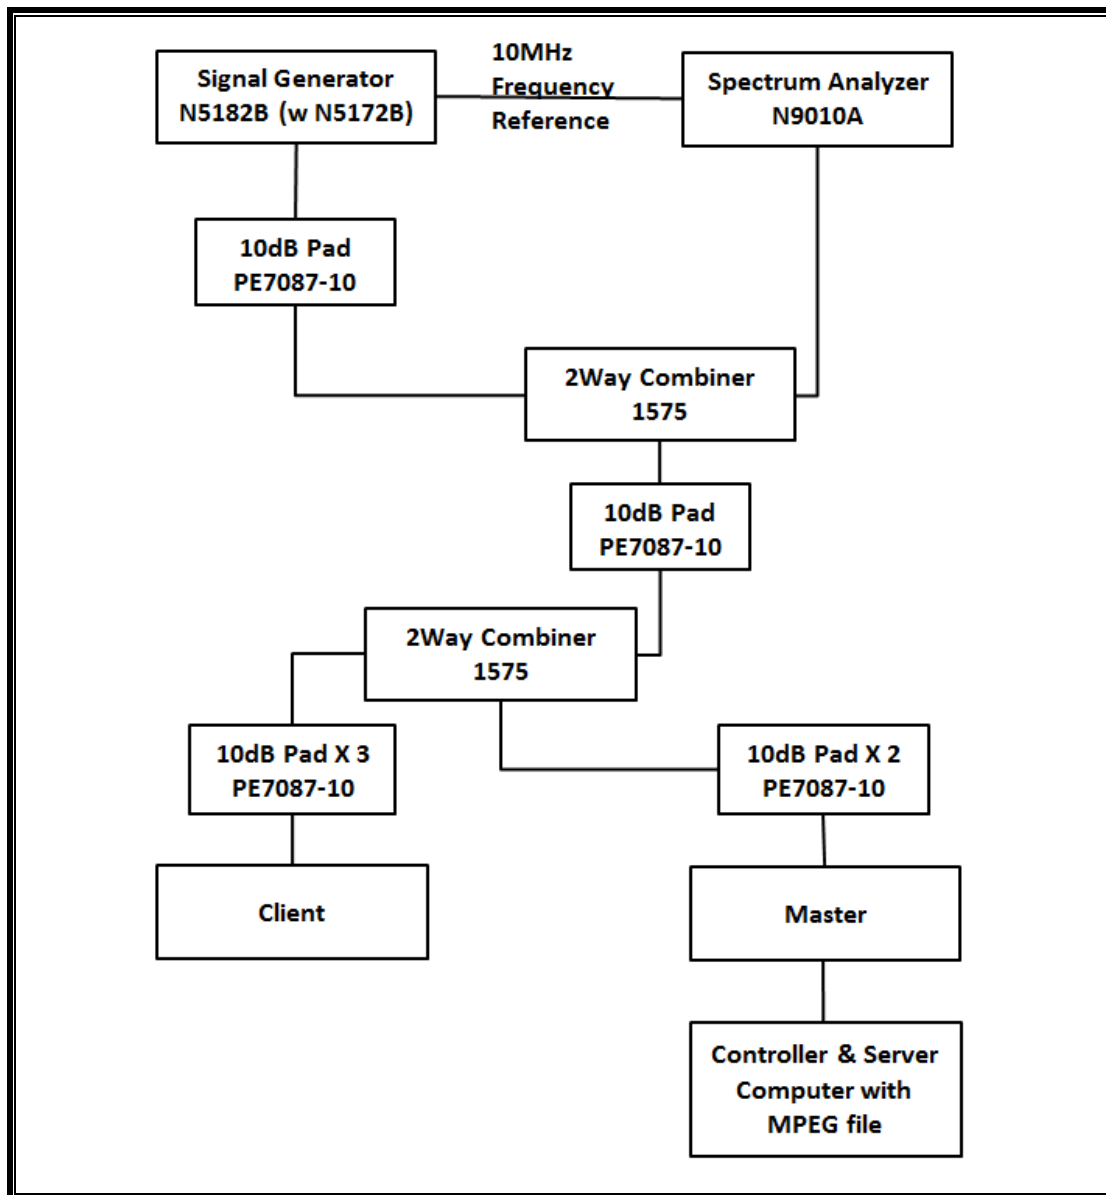 Signal Generator
N5182B (w N5172B)
10MHz
Frequency
Reference
Spectrum Analyzer
N9010A
10dB Pad
PE7087-10
2Way Combiner
1575
10dB Pad
PE7087-10
2Way Combiner
1575
10dB Pad X 3
PE7087-10
10dB Pad X 2
PE7087-10
Client
Master
Controller & Server
Computer with
MPEG file